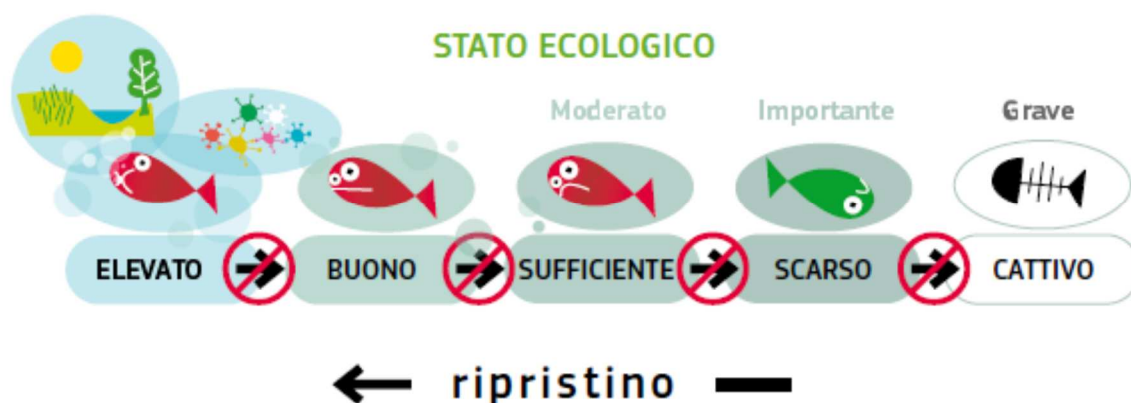 STATO ECOLOGICO
Moderato Importante Grave
ELEVATO BUONO SUFFICIENTE SCARSO CATTIVO
ripristino